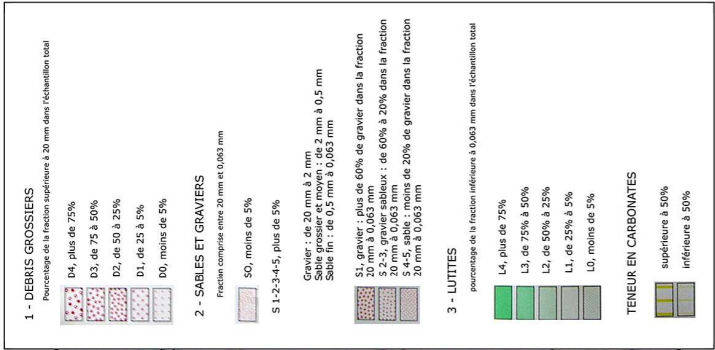 1 - DEBRIS GROSSIERS
Pourcentage de la fraction supérieure à 20 mm dans l'échantillon total
D4, plus de 75%
D3, de 75 à 50%
D2, de 50 à 25%
D1, de 25 à 5%
D0, moins de 5%
2 - SABLES ET GRAVIERS
Fraction comprise entre 20 mm et 0,063 mm
S0, moins de 5%
S 1-2-3-4-5, plus de 5%
Gravier : de 20 mm à 2 mm
Sable grossier et moyen : de 2 mm à 0,5 mm
Sable fin : de 0,5 mm à 0,063 mm
S1, gravier : plus de 60% de gravier dans la fraction
20 mm à 0,063 mm
S 2-3, gravier sableux : de 60% à 20% dans la fraction
20 mm à 0,063 mm
S 4-5, sable : moins de 20% de gravier dans la fraction
20 mm à 0,063 mm
3 - LUTITES
pourcentage de la fraction inférieure à 0,063 mm dans l'échantillon total
L4, plus de 75%
L3, de 75% à 50%
L2, de 50% à 25%
L1, de 25% à 5%
L0, moins de 5%
TENEUR EN CARBONATES
supérieure à 50%
inférieure à 50%